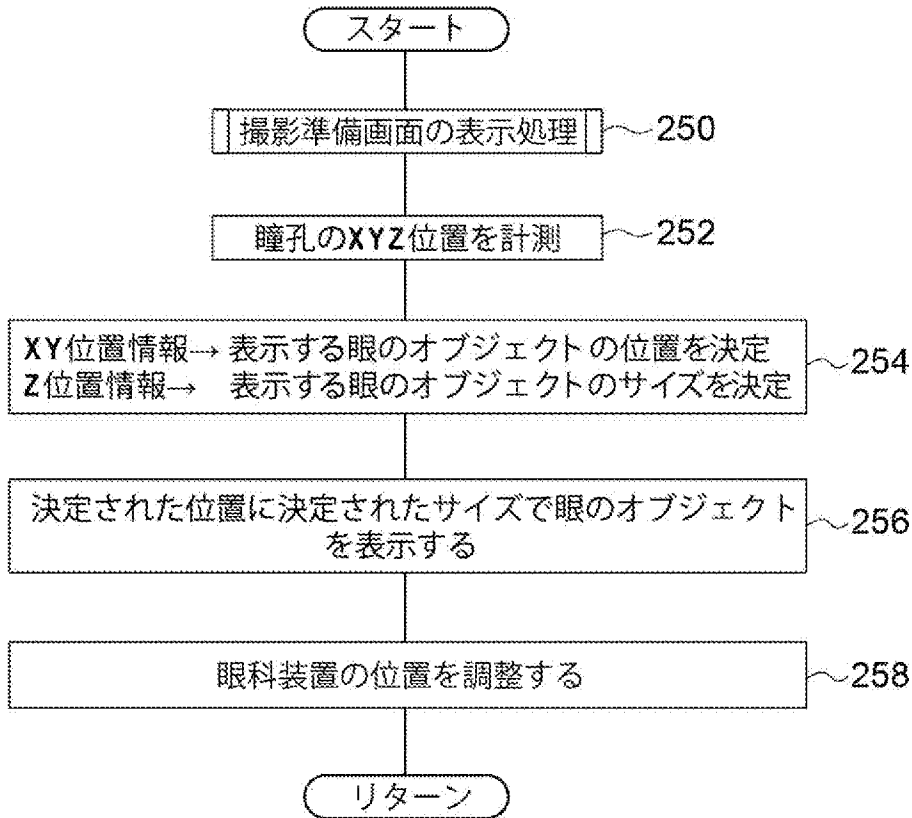 スタート
撮影準備画面の表示処理 250
瞳孔のXYZ位置を計測 252
XY位置情報→ 表示する眼のオブジェクトの位置を決定
Z位置情報→ 表示する眼のオブジェクトのサイズを決定
254
決定された位置に決定されたサイズで眼のオブジェクト
を表示する
256
眼科装置の位置を調整する 258
リターン